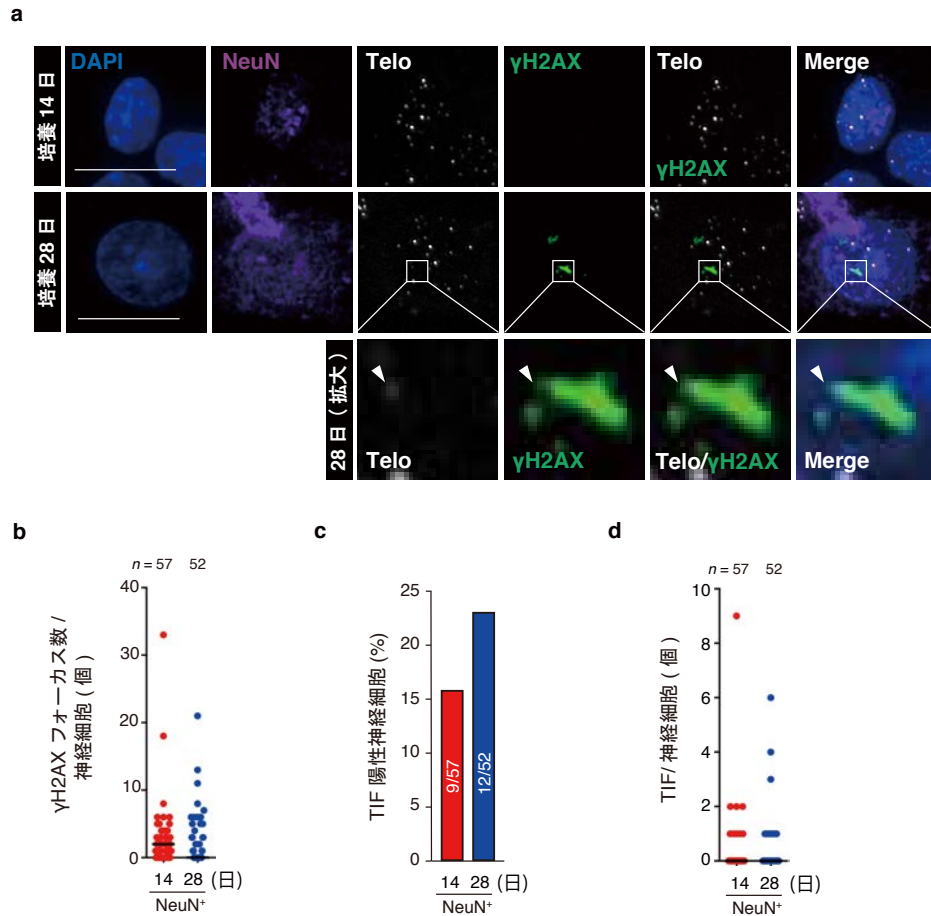 a
DAPI NeuN Telo γH2AX Telo Merge
培養 14 日
γH2AX
培養 28 日
28 日 ( 拡大 )
Telo γH2AX Telo/γH2AX Merge
b
n = 57 52
γH2AX フォーカス数 /
神経細胞 ( 個 )
40
30
20
10
0
14 28 (日)
NeuN⁺
c
TIF 陽性神経細胞 (%)
25
20
15
10
5
0
9/57 12/52
14 28 (日)
NeuN⁺
d
n = 57 52
TIF/ 神経細胞 ( 個 )
10
8
6
4
2
0
14 28 (日)
NeuN⁺